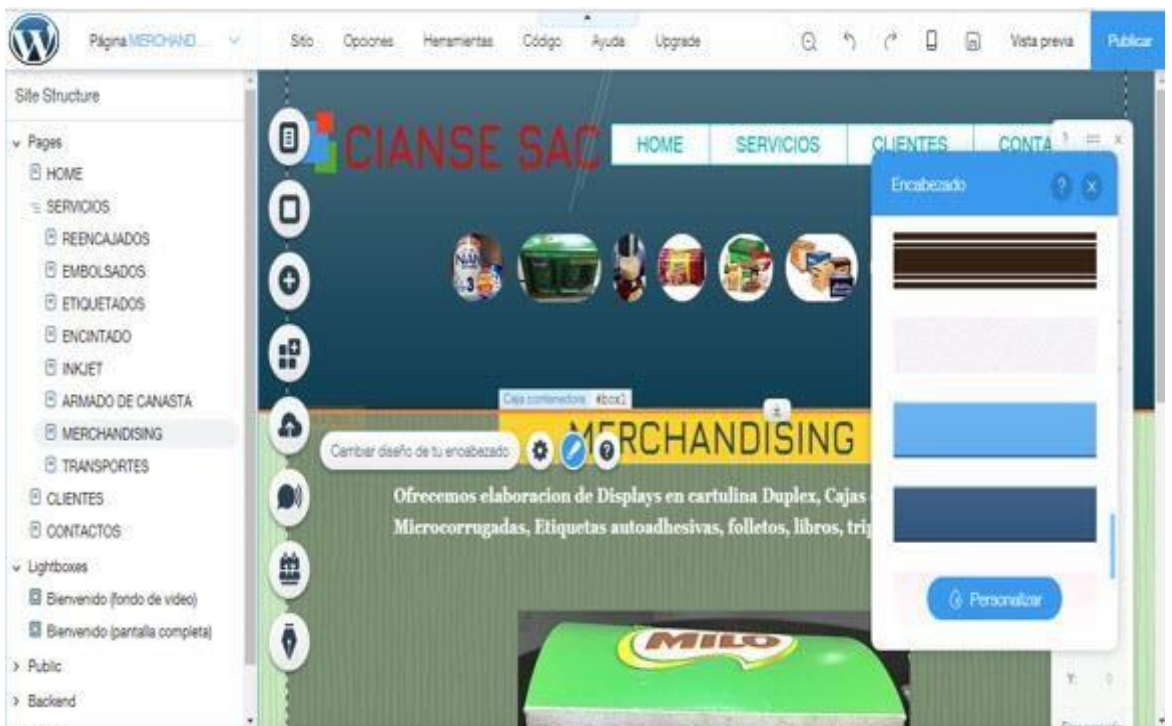 Página MERCHAND...
Sitio Opciones Herramientas Código Ayuda Upgrade
Vista previa
Publicar
Site Structure
Pages
HOME
SERVICIOS
REENCAJADOS
EMBOLSADOS
ETIQUETADOS
ENCINTADO
INKJET
ARMADO DE CANASTA
MERCHANDISING
TRANSPORTES
CLIENTES
CONTACTOS
Lightboxes
Bienvenido (fondo de video)
Bienvenido (pantalla completa)
Public
Backend
CIANSE SAC
HOME SERVICIOS CLIENTES CONTA
NAN
3
Caja contenedora #box1
MERCHANDISING
Cambiar diseño de tu encabezado
Ofrecemos elaboracion de Displays en cartulina Duplex, Cajas
Microcorrugadas, Etiquetas autoadhesivas, folletos, libros, trip
MILO
Encabezado
? x
Personalizar
Y: 0